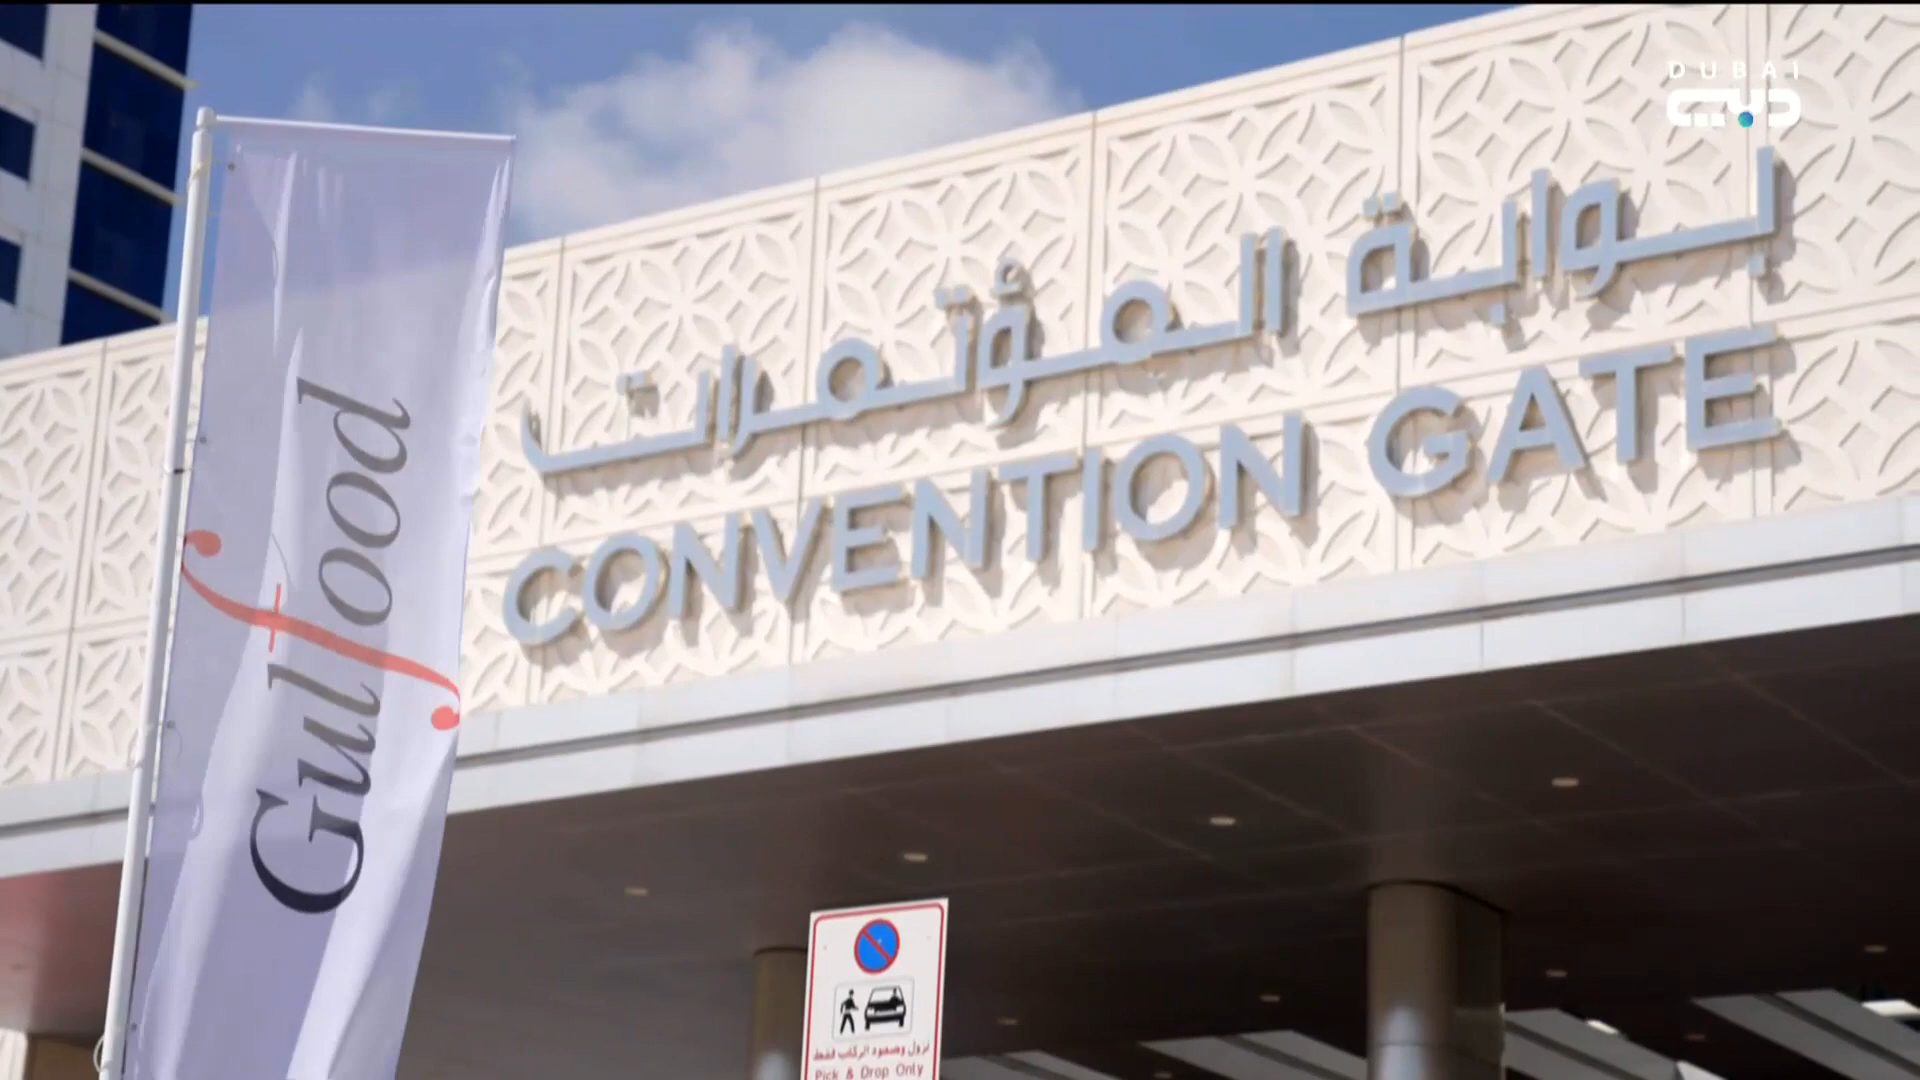 DUBAI
دبي
بوابة المؤتمرات
CONVENTION GATE
Gulfood
نزول وصعود الركاب فقط
Pick & Drop Only